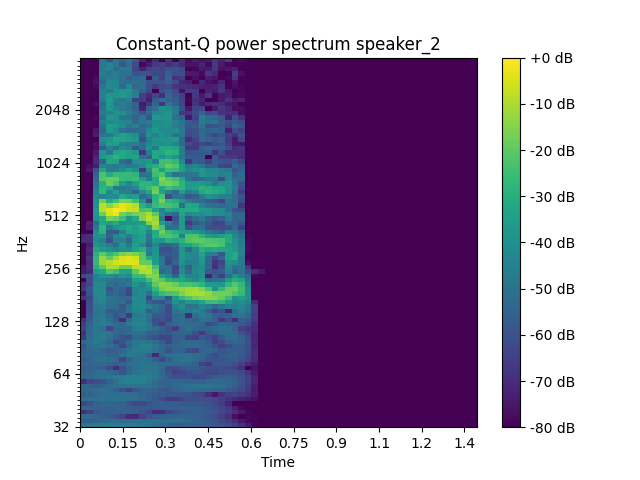 Constant-Q power spectrum speaker_2
Hz
2048
1024
512
256
128
64
32
0 0.15 0.3 0.45 0.6 0.75 0.9 1.1 1.2 1.4
Time
+0 dB
-10 dB
-20 dB
-30 dB
-40 dB
-50 dB
-60 dB
-70 dB
-80 dB